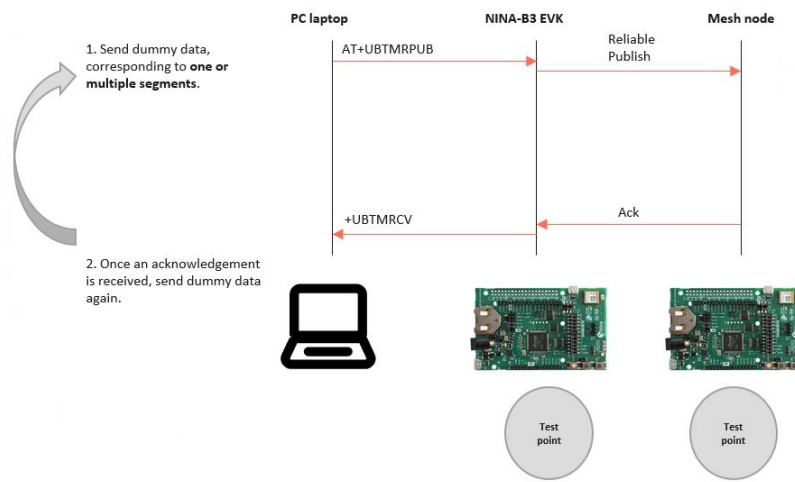 PC laptop
NINA-B3 EVK
Mesh node
1. Send dummy data,
corresponding to one or
multiple segments.
AT+UBTMRPUB
Reliable
Publish
+UBTMRCV
Ack
2. Once an acknowledgement
is received, send dummy data
again.
Test
point
Test
point